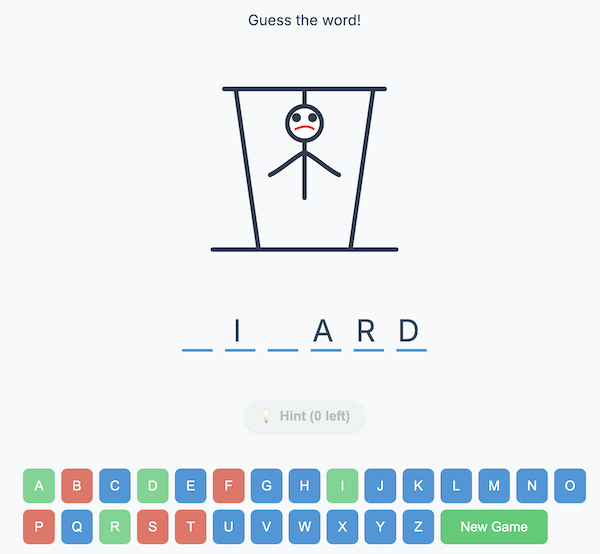 Guess the word!
_ I _ A R D
💡 Hint (0 left)
A B C D E F G H I J K L M N O
P Q R S T U V W X Y Z New Game